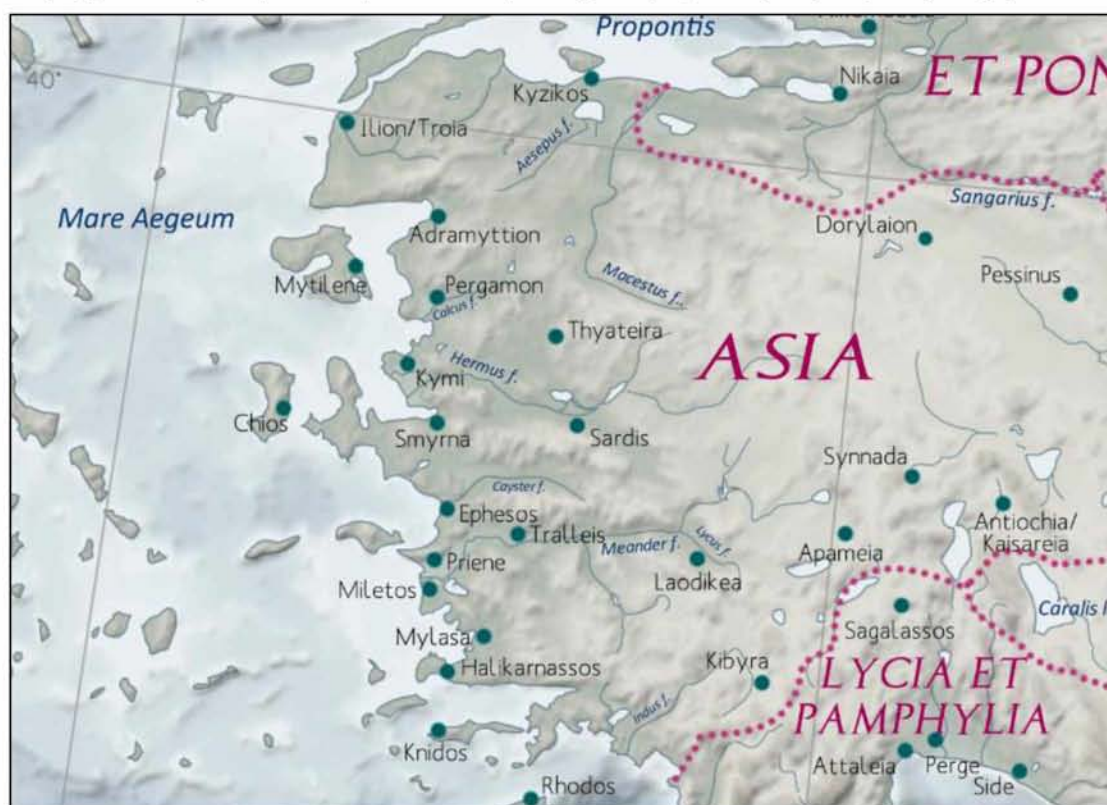 Propontis
Nikaia
ET PON
40°
Kyzikos
Ilion/Troia
Aesepus f.
Sangarius f.
Mare Aegeum
Adramyttion
Dorylaion
Mytilene
Pergamon
Caicus f.
Macestus f.
Pessinus
Thyateira
ASIA
Hermus f.
Kymi
Chios
Smyrna
Sardis
Synnada
Cayster f.
Ephesos
Tralleis
Meander f.
Lycus f.
Apameia
Antiochia/
Kaisareia
Priene
Laodikea
Miletos
Caralis l
Mylasa
Sagalassos
Halikarnassos
Kibyra
LYCIA ET
PAMPHYLIA
Indus f.
Knidos
Attaleia
Perge
Side
Rhodos